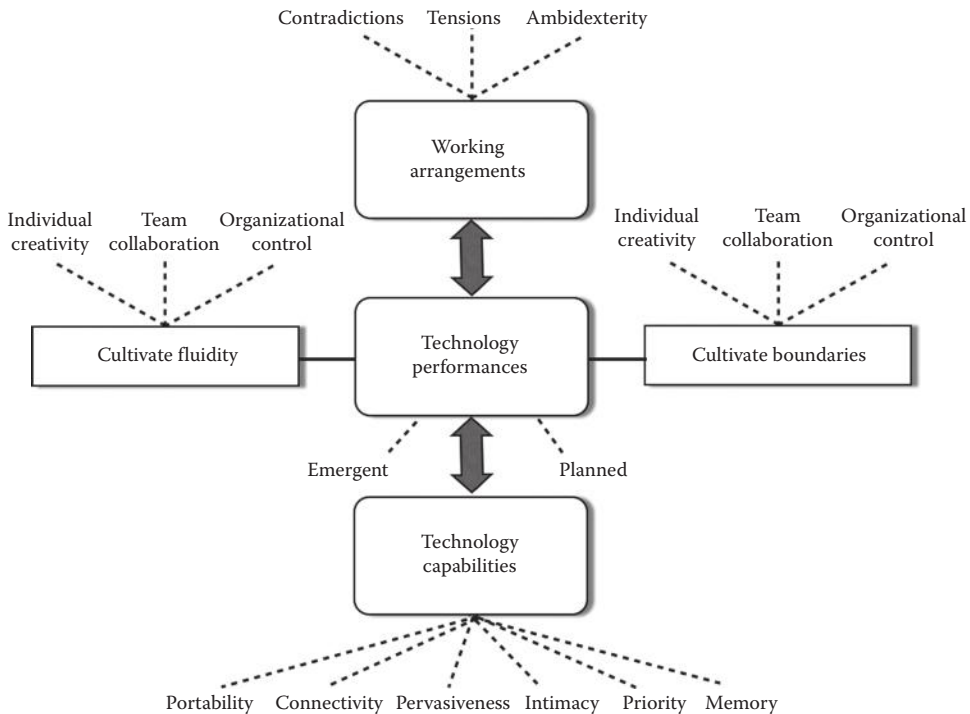 Contradictions Tensions Ambidexterity
Working
arrangements
Individual
creativity
Team
collaboration
Organizational
control
Individual
creativity
Team
collaboration
Organizational
control
Cultivate fluidity
Technology
performances
Cultivate boundaries
Emergent
Planned
Technology
capabilities
Portability Connectivity Pervasiveness Intimacy Priority Memory